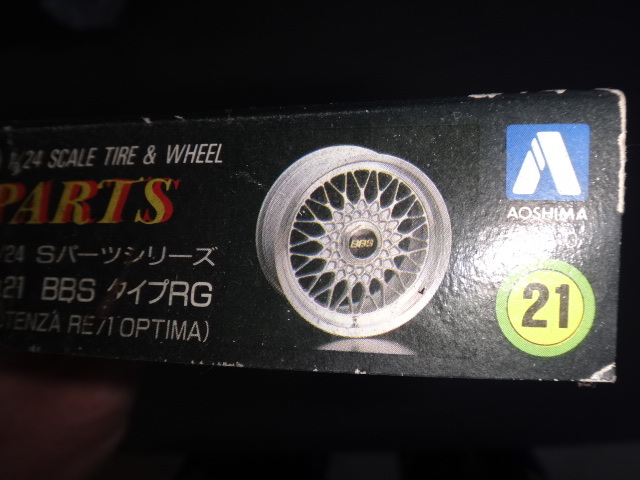 1/24 SCALE TIRE & WHEEL
PARTS
/24 Sパーツシリーズ
21 BBS タイプRG
TENZA RE/1 OPTIMA)
BBS
AOSHIMA
21